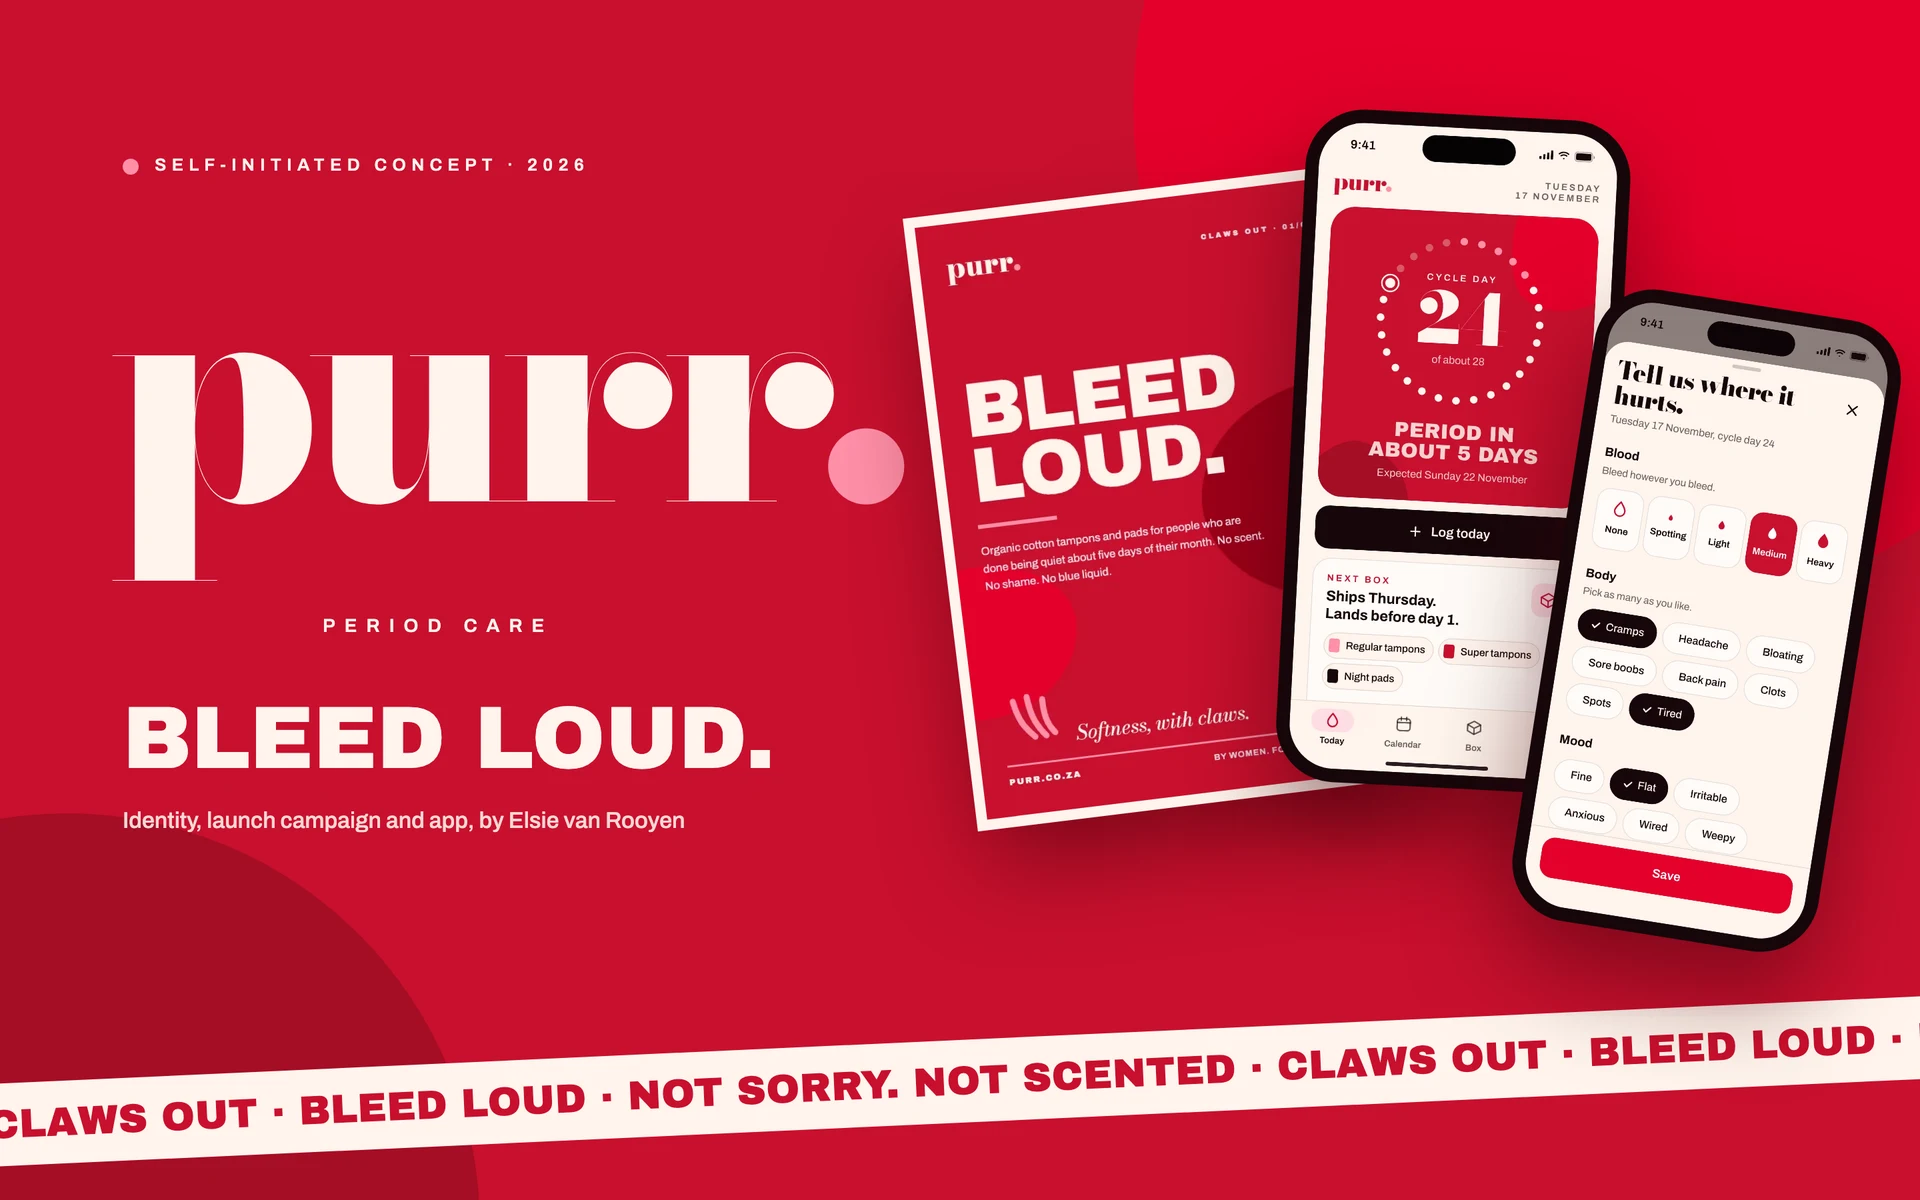 SELF-INITIATED CONCEPT · 2026
purr.
PERIOD CARE
BLEED LOUD.
Identity, launch campaign and app, by Elsie van Rooyen
purr.
CLAWS OUT · 01/
BLEED
LOUD.
Organic cotton tampons and pads for people who are
done being quiet about five days of their month. No scent.
No shame. No blue liquid.
Softness, with claws.
PURR.CO.ZA
BY WOMEN.
9:41
purr.
TUESDAY
17 NOVEMBER
CYCLE DAY
24
of about 28
PERIOD IN
ABOUT 5 DAYS
Expected Sunday 22 November
+ Log today
NEXT BOX
Ships Thursday.
Lands before day 1.
Regular tampons
Super tampons
Night pads
Today
Calendar
Box
9:41
Tell us where it
hurts.
Tuesday 17 November, cycle day 24
Blood
Bleed however you bleed.
None
Spotting
Light
Medium
Heavy
Body
Pick as many as you like.
Cramps
Headache
Bloating
Sore boobs
Back pain
Clots
Spots
Tired
Mood
Fine
Flat
Irritable
Anxious
Wired
Weepy
Save
CLAWS OUT · BLEED LOUD · NOT SORRY. NOT SCENTED · CLAWS OUT · BLEED LOUD ·